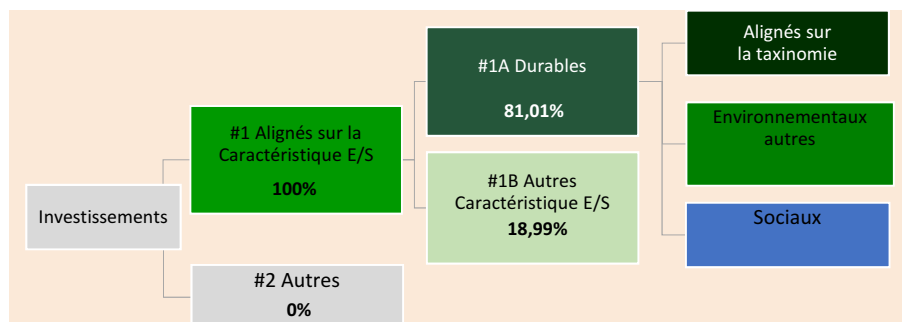 Investissements
#1 Alignés sur la
Caractéristique E/S
100%
#2 Autres
0%
#1A Durables
81,01%
#1B Autres
Caractéristique E/S
18,99%
Alignés sur
la taxinomie
Environnementaux
autres
Sociaux